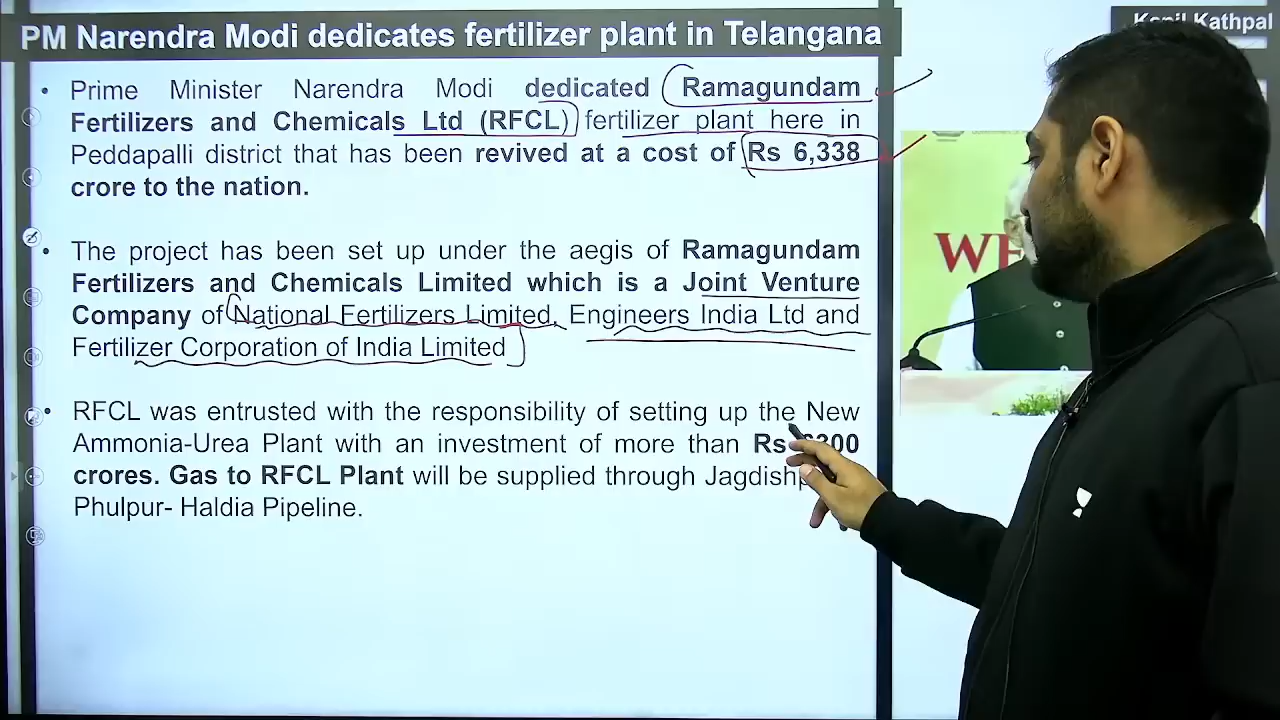 PM Narendra Modi dedicates fertilizer plant in Telangana
Kathpal
• Prime Minister Narendra Modi dedicated Ramagundam
Fertilizers and Chemicals Ltd (RFCL) fertilizer plant here in
Peddapalli district that has been revived at a cost of Rs 6,338
crore to the nation.
• The project has been set up under the aegis of Ramagundam
Fertilizers and Chemicals Limited which is a Joint Venture
Company of National Fertilizers Limited, Engineers India Ltd and
Fertilizer Corporation of India Limited
• RFCL was entrusted with the responsibility of setting up the New
Ammonia-Urea Plant with an investment of more than Rs
crores. Gas to RFCL Plant will be supplied through
Phulpur- Haldia Pipeline.
WE